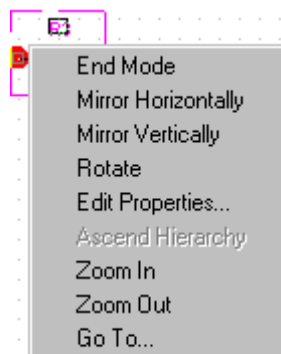 End Mode
Mirror Horizontally
Mirror Vertically
Rotate
Edit Properties...
Ascend Hierarchy
Zoom In
Zoom Out
Go To...